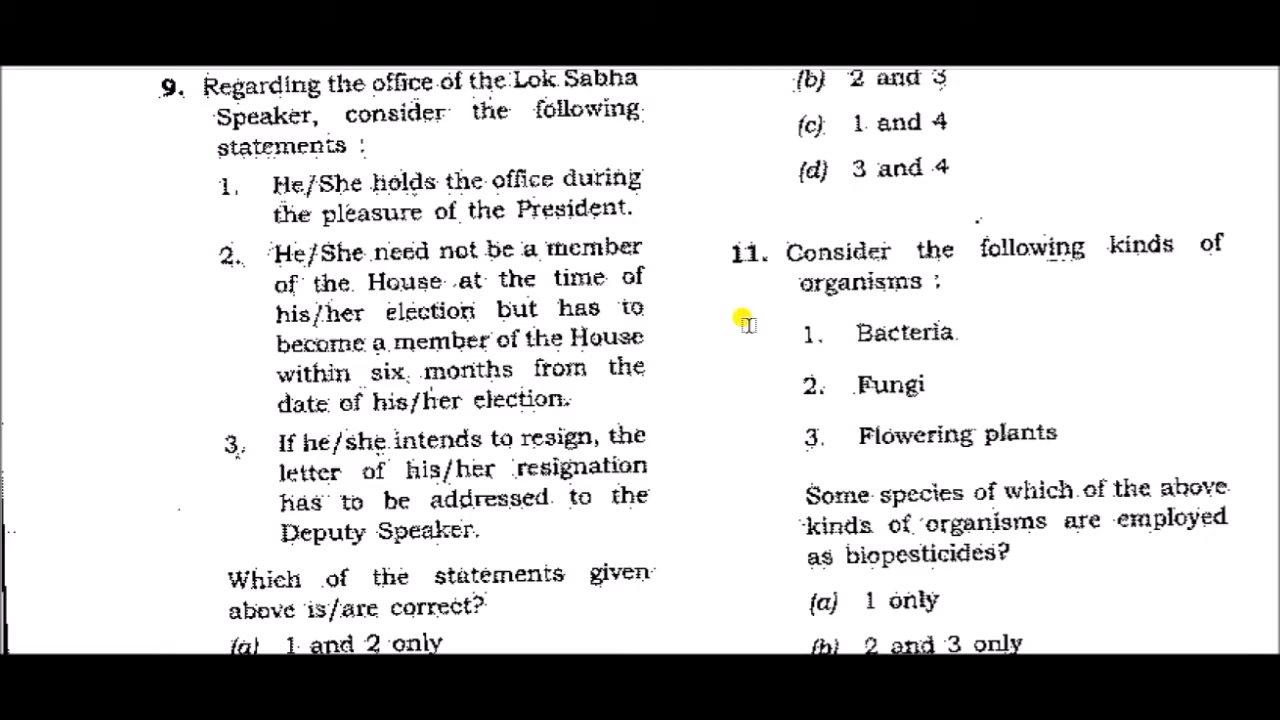 9. Regarding the office of the Lok Sabha
Speaker, consider the following
statements :
1. He/She holds the office during
the pleasure of the President.
2. He/She need not be a member
of the House at the time of
his/her election but has to
become a member of the House
within six months from the
date of his/her election.
3. If he/she intends to resign, the
letter of his/her resignation
has to be addressed to the
Deputy Speaker.
Which of the statements given
above is/are correct?
(a) 1 and 2 only
(b) 2 and 3
(c) 1 and 4
(d) 3 and 4
11. Consider the following kinds of
organisms :
1. Bacteria
2. Fungi
3. Flowering plants
Some species of which of the above
kinds of organisms are employed
as biopesticides?
(a) 1 only
(b) 2 and 3 only